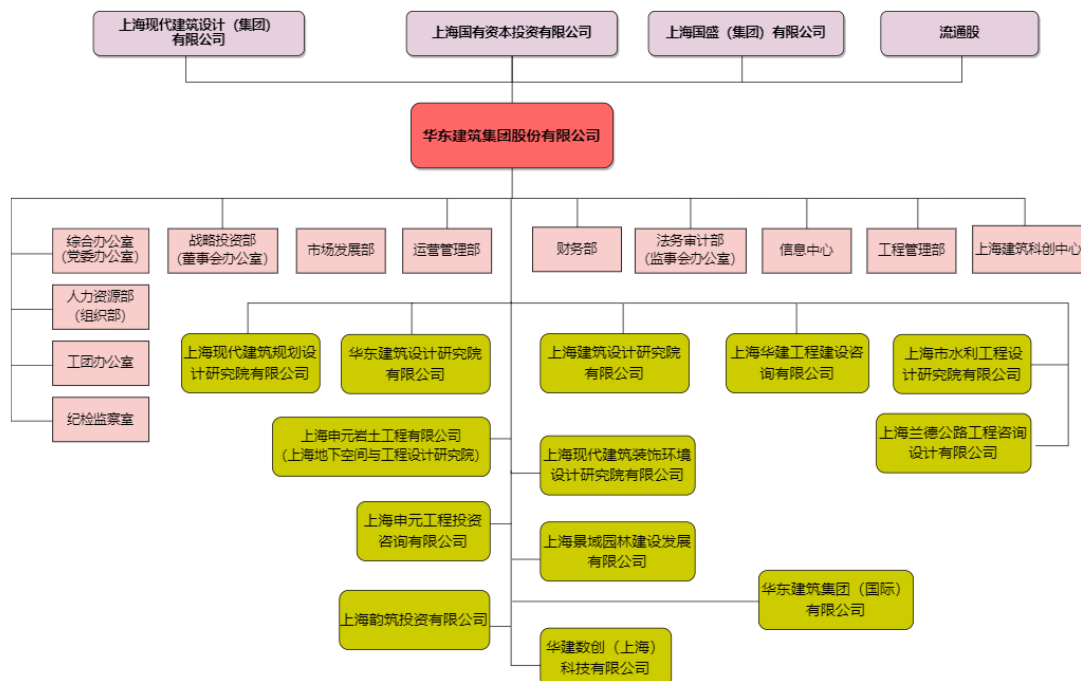 上海现代建筑设计（集团）
有限公司
上海国有资本投资有限公司
上海国盛（集团）有限公司
流通股
华东建筑集团股份有限公司
综合办公室
(党委办公室)
战略投资部
(董事会办公室)
市场发展部
运营管理部
财务部
法务审计部
(监事会办公室)
信息中心
工程管理部
上海建筑科创中心
人力资源部
(组织部)
工团办公室
纪检监察室
上海现代建筑规划设
计研究院有限公司
华东建筑设计研究院
有限公司
上海建筑设计研究院
有限公司
上海华建工程建设咨
询有限公司
上海市水利工程设
计研究院有限公司
上海申元岩土工程有限公司
（上海地下空间与工程设计研究院）
上海现代建筑装饰环境
设计研究院有限公司
上海兰德公路工程咨询
设计有限公司
上海申元工程投资
咨询有限公司
上海景域园林建设发展
有限公司
华东建筑集团（国际）
有限公司
上海韵筑投资有限公司
华建数创（上海）
科技有限公司